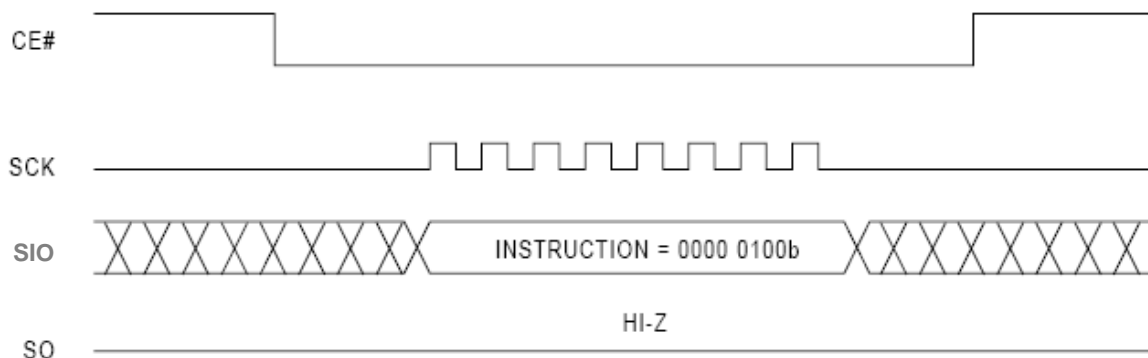 CE#
SCK
SIO
INSTRUCTION = 0000 0100b
HI-Z
SO